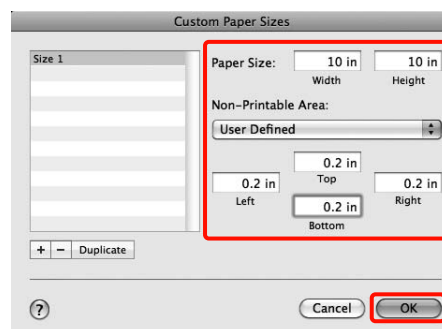 Custom Paper Sizes
Size 1
Paper Size: 10 in 10 in
Width Height
Non-Printable Area:
User Defined
0.2 in
Top
0.2 in 0.2 in
Left Right
0.2 in
Bottom
+ − Duplicate
? Cancel OK